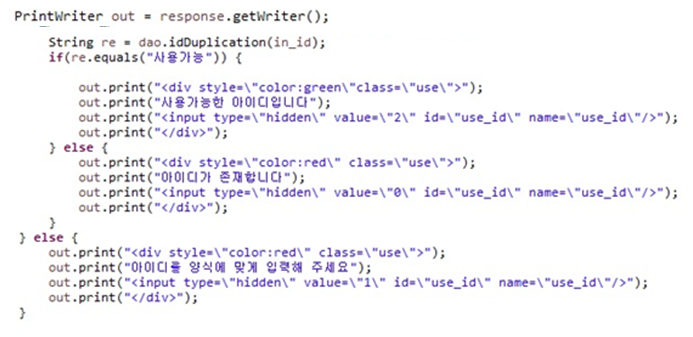 PrintWriter out = response.getWriter();
String re = dao.idDuplication(in_id);
if(re.equals("사용가능")) {
out.print("<div style=\"color:green\"class=\"use\">");
out.print("사용가능한 아이디입니다");
out.print("<input type=\"hidden\" value=\"2\" id=\"use_id\" name=\"use_id\"/>");
out.print("</div>");
} else {
out.print("<div style=\"color:red\" class=\"use\">");
out.print("아이디가 존재합니다");
out.print("<input type=\"hidden\" value=\"0\" id=\"use_id\" name=\"use_id\"/>");
out.print("</div>");
}
} else {
out.print("<div style=\"color:red\" class=\"use\">");
out.print("아이디를 양식에 맞게 입력해 주세요");
out.print("<input type=\"hidden\" value=\"1\" id=\"use_id\" name=\"use_id\"/>");
out.print("</div>");
}